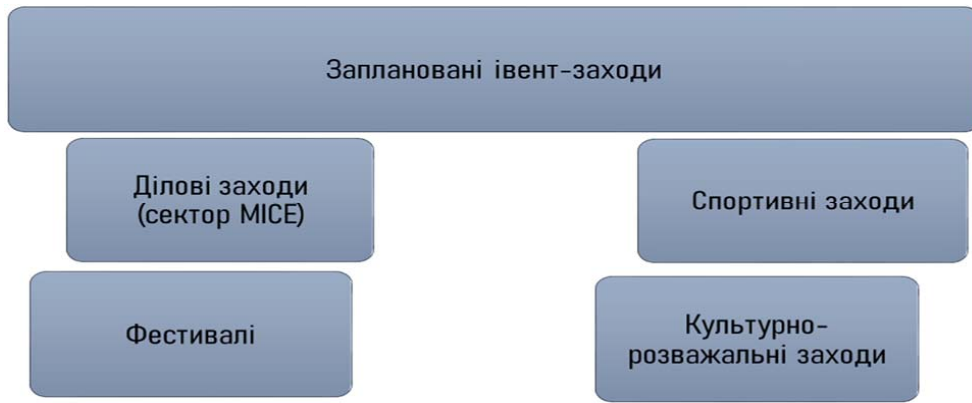 Заплановані івент-заходи
Ділові заходи
(сектор MICE)
Спортивні заходи
Фестивалі
Культурно-
розважальні заходи